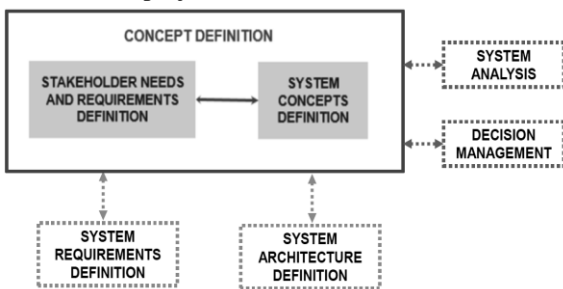 CONCEPT DEFINITION
STAKEHOLDER NEEDS
AND REQUIREMENTS
DEFINITION
SYSTEM
CONCEPTS
DEFINITION
SYSTEM
ANALYSIS
DECISION
MANAGEMENT
SYSTEM
REQUIREMENTS
DEFINITION
SYSTEM
ARCHITECTURE
DEFINITION